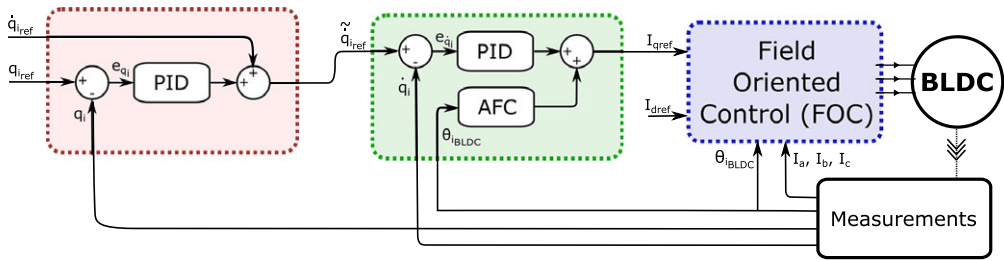 q̇iref
qiref
+
-
eqi
PID
+
+
qi
q̃̇iref
+
-
eq̇i
PID
+
+
q̇i
AFC
θiBLDC
Iqref
Idref
Field
Oriented
Control (FOC)
BLDC
θiBLDC
Ia, Ib, Ic
Measurements